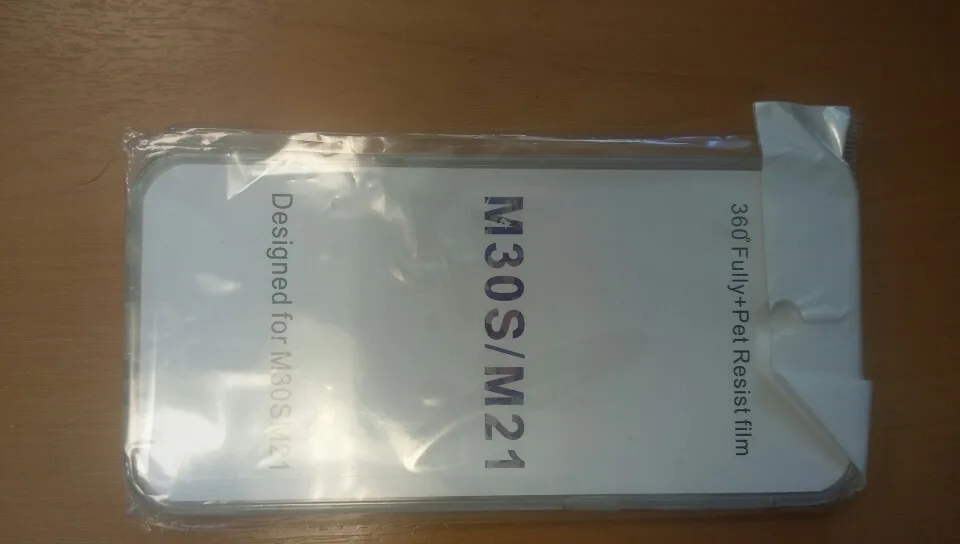 360° Fully+Pet Resist film
M30S/M21
Designed for M30S/M21